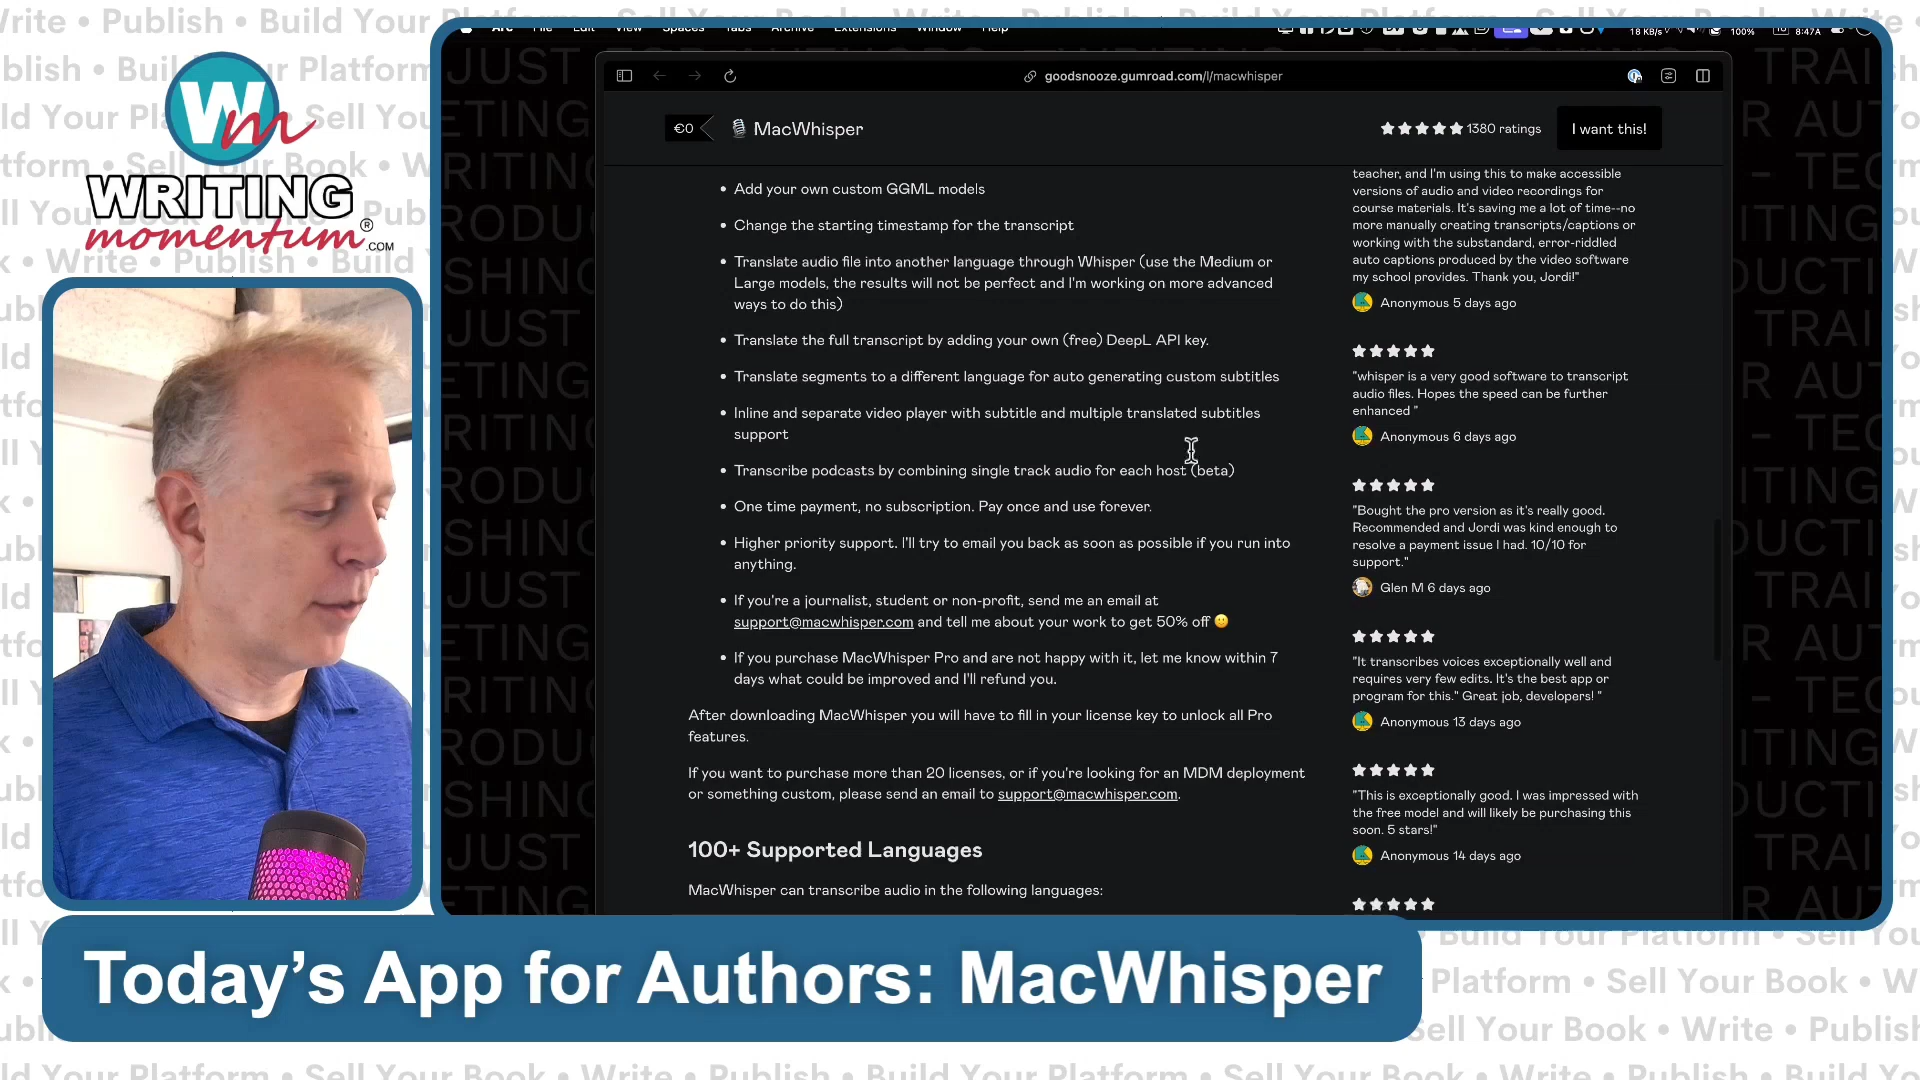 Wm
WRITING
momentum®
.COM
Arc File Edit View Spaces Tabs Archive Extensions Window Help
18 KB/s
100%
8:47A
goodsnooze.gumroad.com/l/macwhisper
€0
MacWhisper
1380 ratings
I want this!
• Add your own custom GGML models
• Change the starting timestamp for the transcript
• Translate audio file into another language through Whisper (use the Medium or
Large models, the results will not be perfect and I'm working on more advanced
ways to do this)
• Translate the full transcript by adding your own (free) DeepL API key.
• Translate segments to a different language for auto generating custom subtitles
• Inline and separate video player with subtitle and multiple translated subtitles
support
• Transcribe podcasts by combining single track audio for each host (beta)
• One time payment, no subscription. Pay once and use forever.
• Higher priority support. I'll try to email you back as soon as possible if you run into
anything.
• If you're a journalist, student or non-profit, send me an email at
support@macwhisper.com and tell me about your work to get 50% off 🙂
• If you purchase MacWhisper Pro and are not happy with it, let me know within 7
days what could be improved and I'll refund you.
After downloading MacWhisper you will have to fill in your license key to unlock all Pro
features.
If you want to purchase more than 20 licenses, or if you're looking for an MDM deployment
or something custom, please send an email to support@macwhisper.com.
100+ Supported Languages
MacWhisper can transcribe audio in the following languages:
teacher, and I'm using this to make accessible
versions of audio and video recordings for
course materials. It's saving me a lot of time--no
more manually creating transcripts/captions or
working with the substandard, error-riddled
auto captions produced by the video software
my school provides. Thank you, Jordi!"
Anonymous 5 days ago
"whisper is a very good software to transcript
audio files. Hopes the speed can be further
enhanced "
Anonymous 6 days ago
"Bought the pro version as it's really good.
Recommended and Jordi was kind enough to
resolve a payment issue I had. 10/10 for
support."
Glen M 6 days ago
"It transcribes voices exceptionally well and
requires very few edits. It's the best app or
program for this." Great job, developers! "
Anonymous 13 days ago
"This is exceptionally good. I was impressed with
the free model and will likely be purchasing this
soon. 5 stars!"
Anonymous 14 days ago
Today's App for Authors: MacWhisper